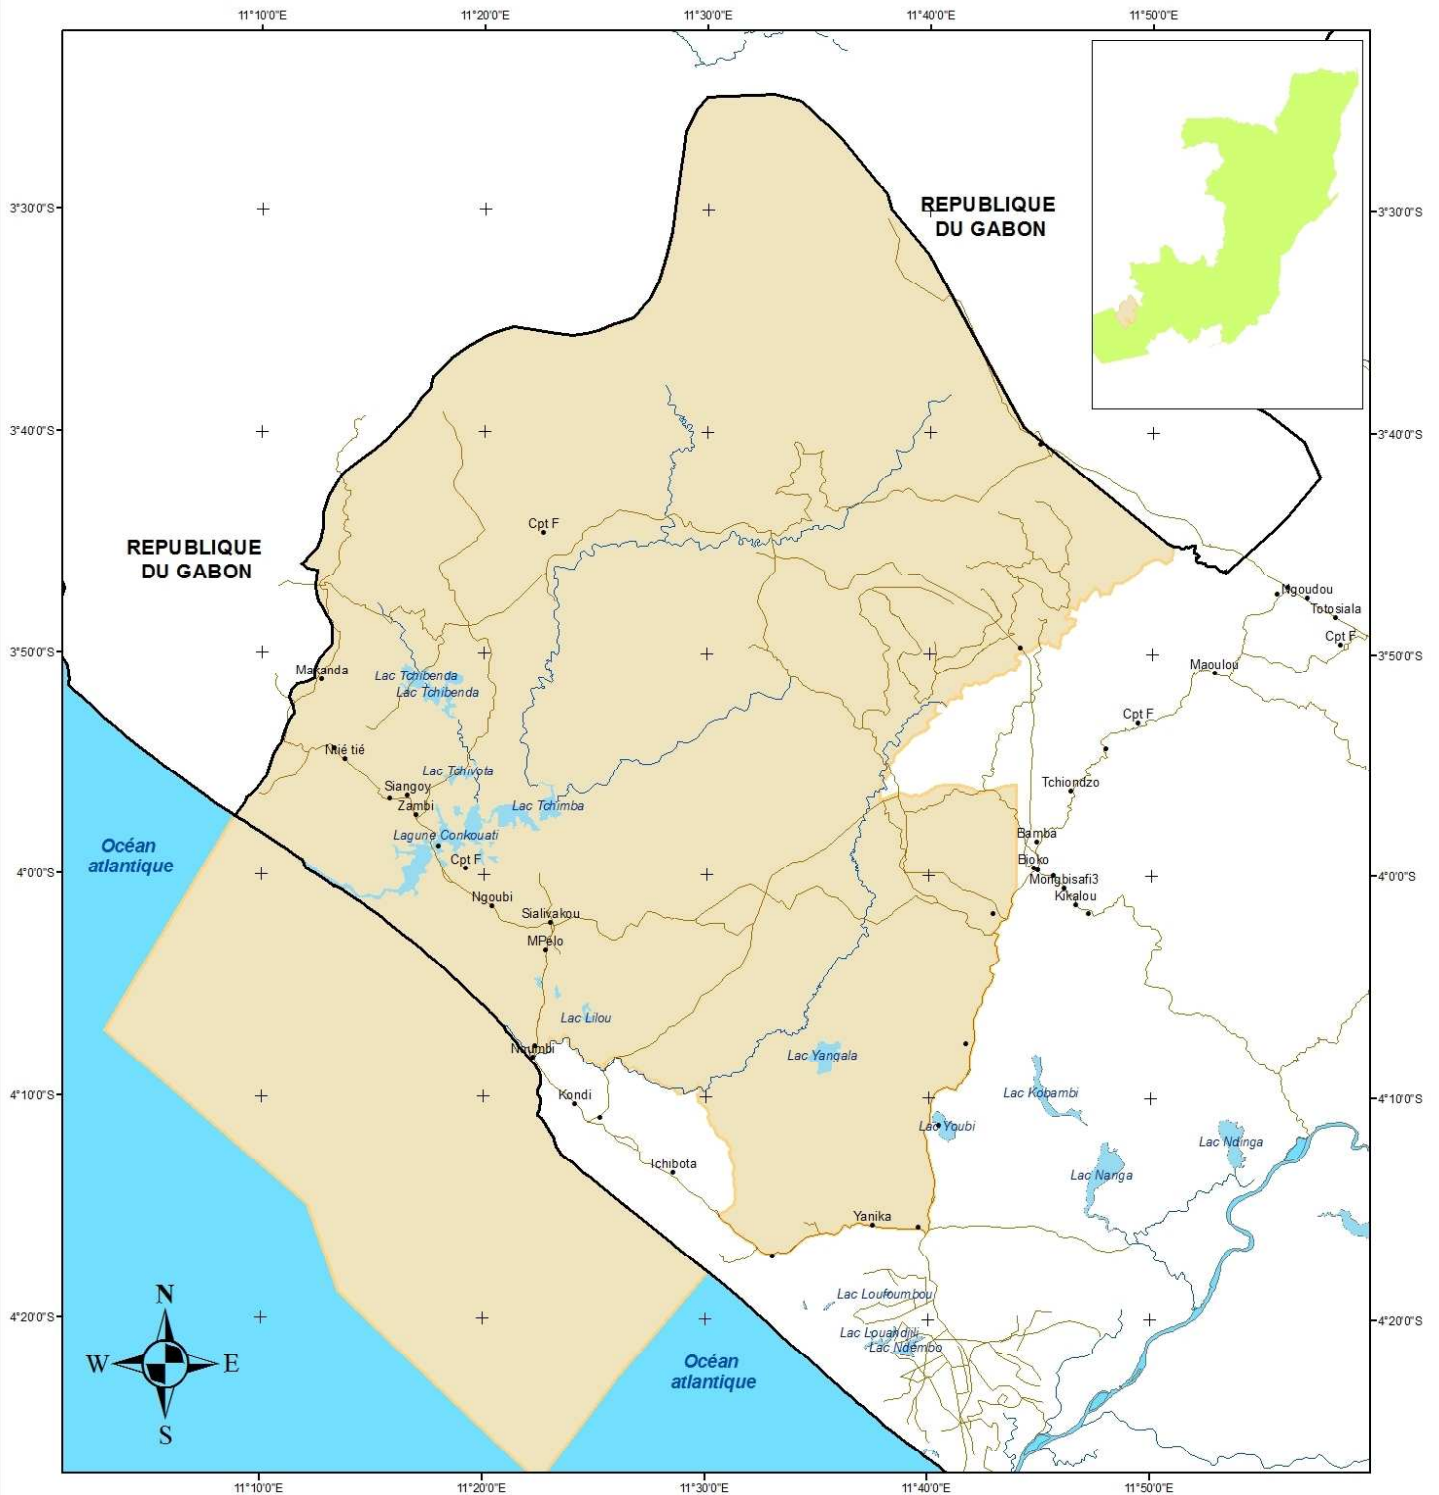 11°10'0"E
11°20'0"E
11°30'0"E
11°40'0"E
11°50'0"E
3°30'0"S
3°30'0"S
REPUBLIQUE
DU GABON
3°40'0"S
3°40'0"S
Cpt F
REPUBLIQUE
DU GABON
Ngoudou
Totosiala
Cpt F
3°50'0"S
3°50'0"S
Makanda
Maoulou
Lac Tchibenda
Lac Tchibenda
Cpt F
Ntié tié
Lac Tchivota
Tchiondzo
Siangoy
Zambi
Lac Tchimba
Lagune Conkouati
Bamba
Océan
atlantique
Cpt F
Bioko
4°0'0"S
4°0'0"S
Mongbisafi3
Ngoubi
Kikalou
Sialivakou
MPélo
Lac Lilou
Ngumbi
Lac Yangala
4°10'0"S
4°10'0"S
Kondi
Lac Kobambi
Lac Youbi
Lac Ndinga
Ichibota
Lac Nanga
Yanika
Lac Loufoumbou
N
W
E
S
4°20'0"S
4°20'0"S
Lac Louandjili
Lac Ndembo
Océan
atlantique
11°10'0"E
11°20'0"E
11°30'0"E
11°40'0"E
11°50'0"E